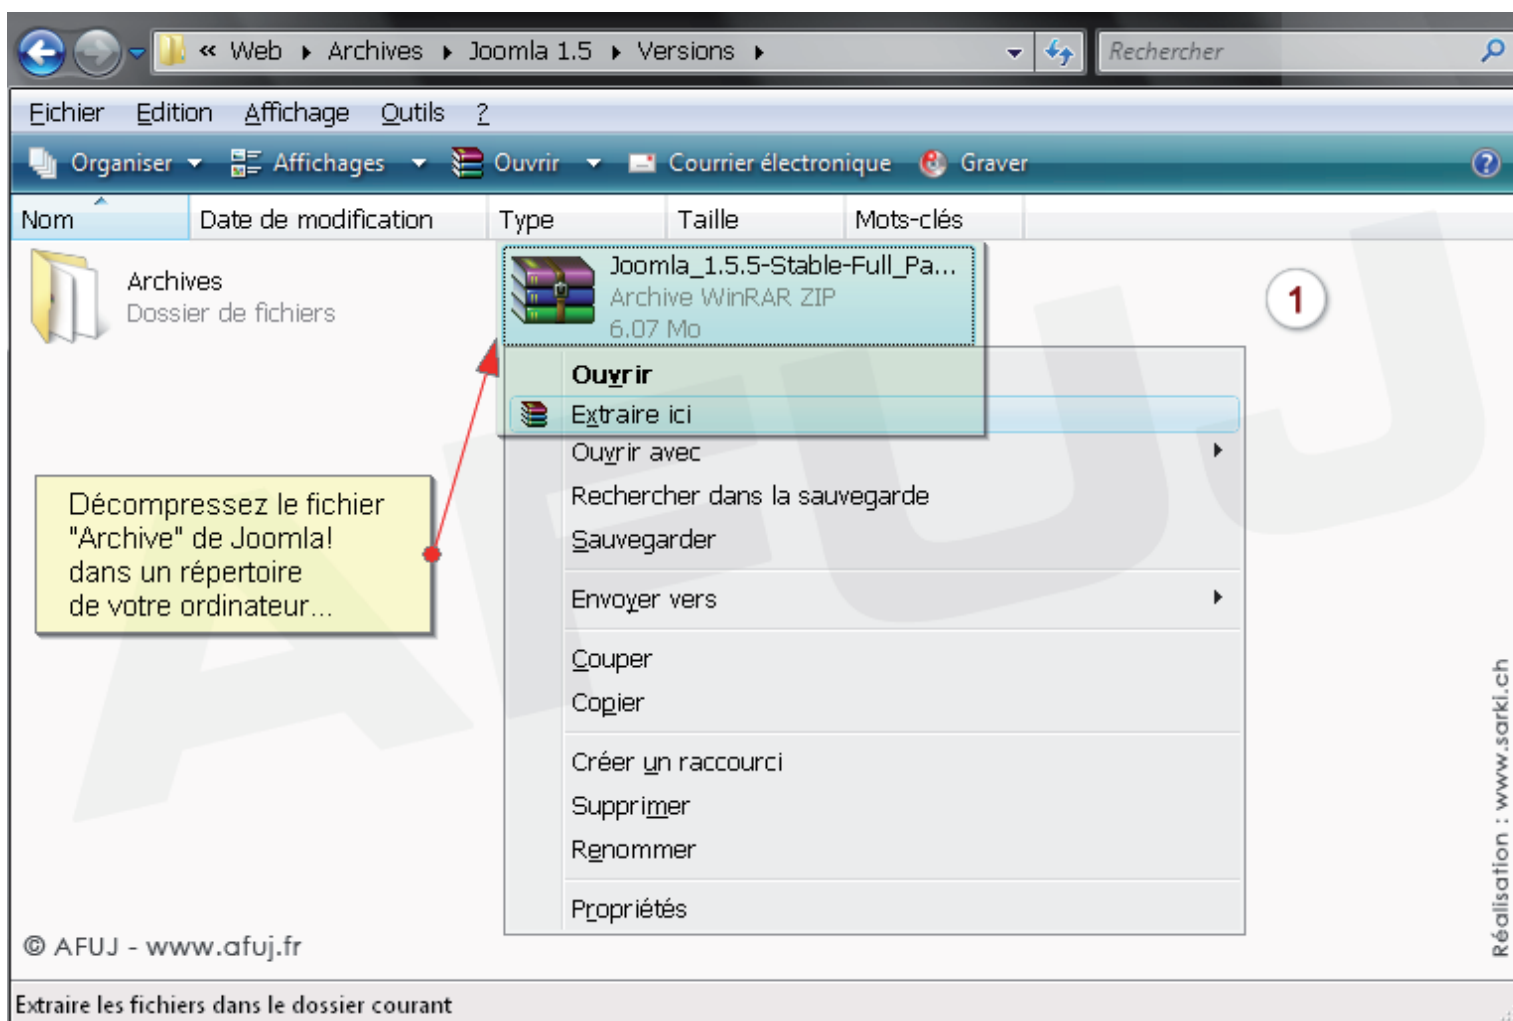 « Web ▸ Archives ▸ Joomla 1.5 ▸ Versions ▸
Rechercher
Fichier Edition Affichage Outils ?
Organiser Affichages Ouvrir Courrier électronique Graver
Nom Date de modification Type Taille Mots-clés
Archives
Dossier de fichiers
Joomla_1.5.5-Stable-Full_Pa...
Archive WinRAR ZIP
6.07 Mo
1
Ouvrir
Extraire ici
Ouvrir avec
Rechercher dans la sauvegarde
Sauvegarder
Envoyer vers
Couper
Copier
Créer un raccourci
Supprimer
Renommer
Propriétés
Décompressez le fichier
"Archive" de Joomla!
dans un répertoire
de votre ordinateur...
AFUJ
© AFUJ - www.afuj.fr
Réalisation : www.sarki.ch
Extraire les fichiers dans le dossier courant